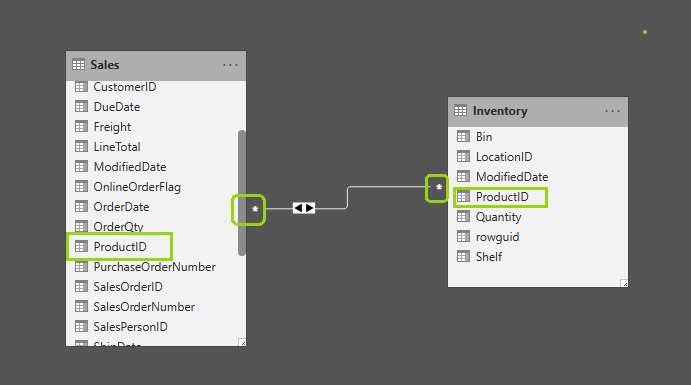 Sales
...
CustomerID
DueDate
Freight
LineTotal
ModifiedDate
OnlineOrderFlag
OrderDate
OrderQty
ProductID
PurchaseOrderNumber
SalesOrderID
SalesOrderNumber
SalesPersonID
ShipDate
*
*
Inventory
...
Bin
LocationID
ModifiedDate
ProductID
Quantity
rowguid
Shelf